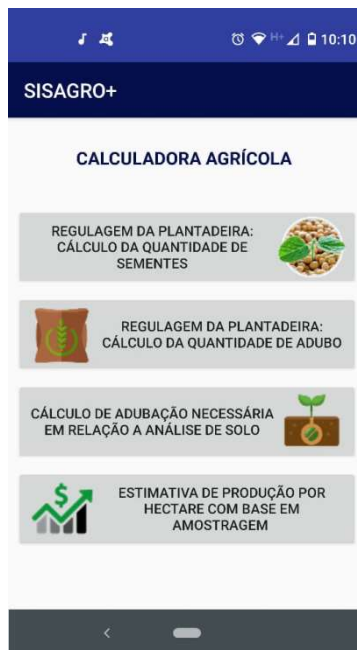 H+ 10:10
SISAGRO+
CALCULADORA AGRÍCOLA
REGULAGEM DA PLANTADEIRA:
CÁLCULO DA QUANTIDADE DE
SEMENTES
REGULAGEM DA PLANTADEIRA:
CÁLCULO DA QUANTIDADE DE ADUBO
CÁLCULO DE ADUBAÇÃO NECESSÁRIA
EM RELAÇÃO A ANÁLISE DE SOLO
$
ESTIMATIVA DE PRODUÇÃO POR
HECTARE COM BASE EM
AMOSTRAGEM